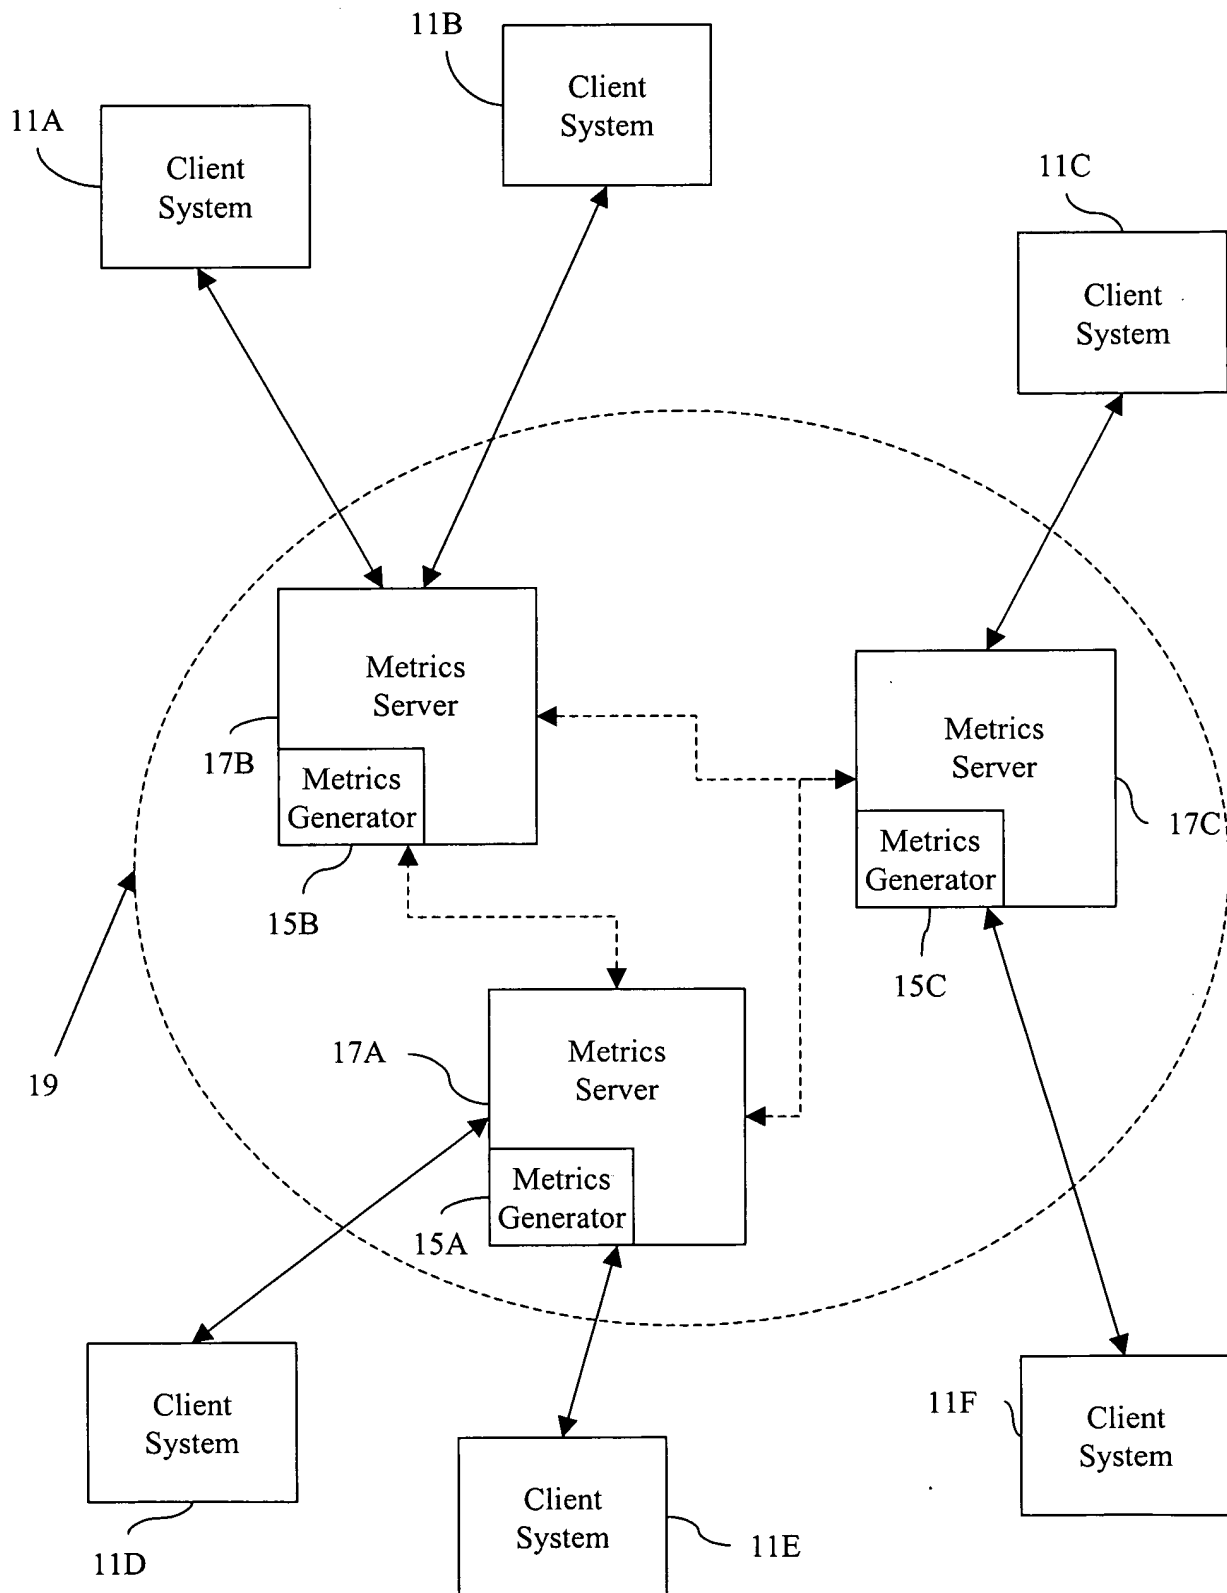 11B
11A
Client
System
Client
System
11C
Client
System
Metrics
Server
17B
Metrics
Generator
15B
Metrics
Server
17C
Metrics
Generator
15C
19
17A
Metrics
Server
Metrics
Generator
15A
Client
System
11D
Client
System
11E
11F
Client
System